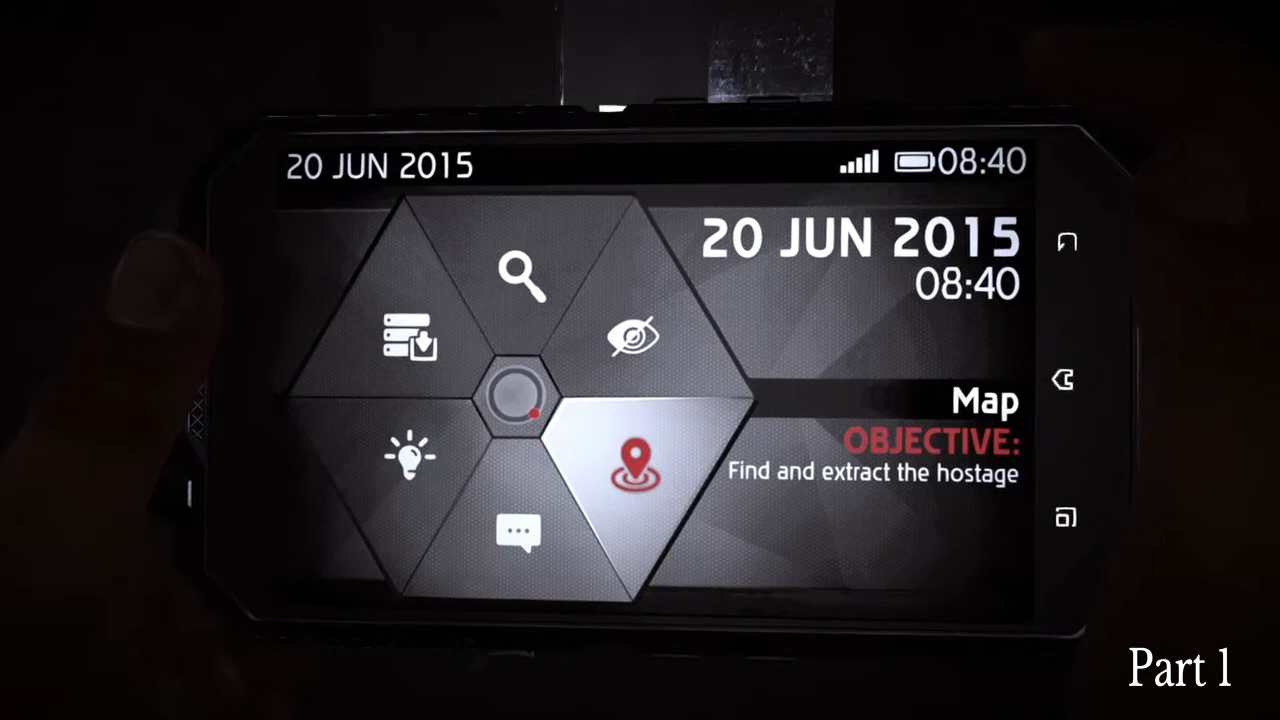 20 JUN 2015
08:40
20 JUN 2015
08:40
Map
OBJECTIVE:
Find and extract the hostage
Part 1